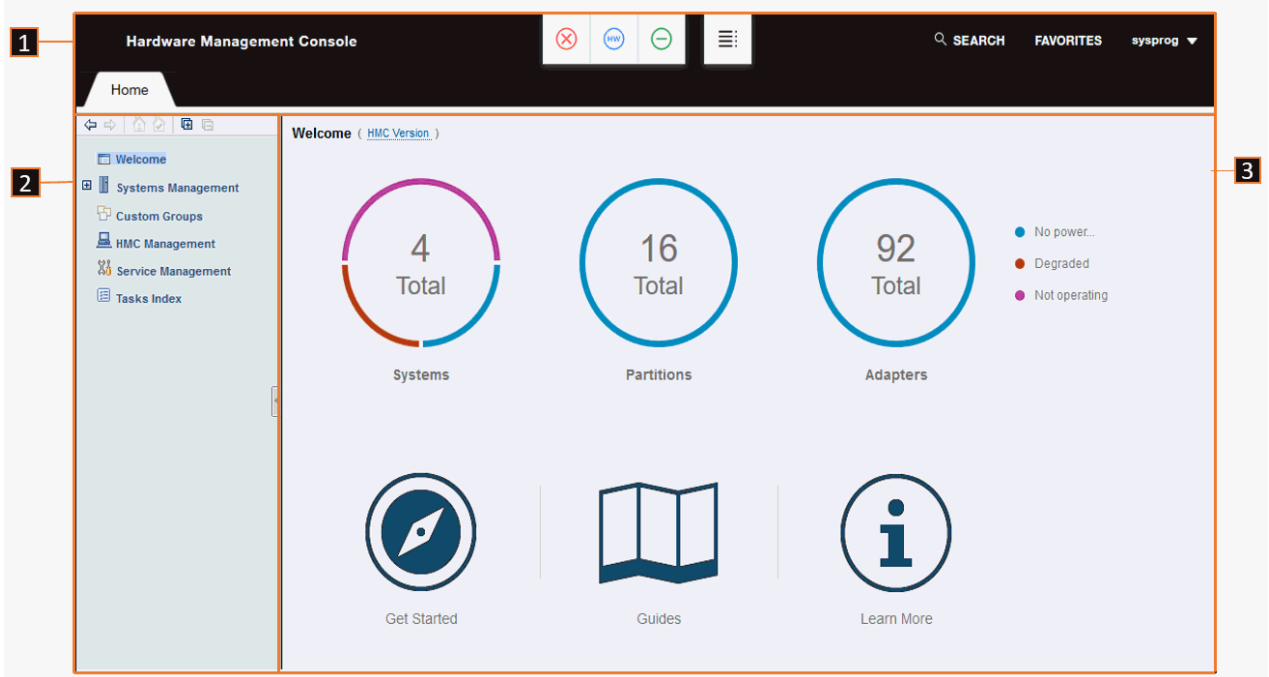 1
Hardware Management Console
HW
SEARCH
FAVORITES
sysprog
Home
2
Welcome
Systems Management
Custom Groups
HMC Management
Service Management
Tasks Index
3
Welcome ( HMC Version )
4
Total
Systems
16
Total
Partitions
92
Total
Adapters
No power...
Degraded
Not operating
Get Started
Guides
Learn More